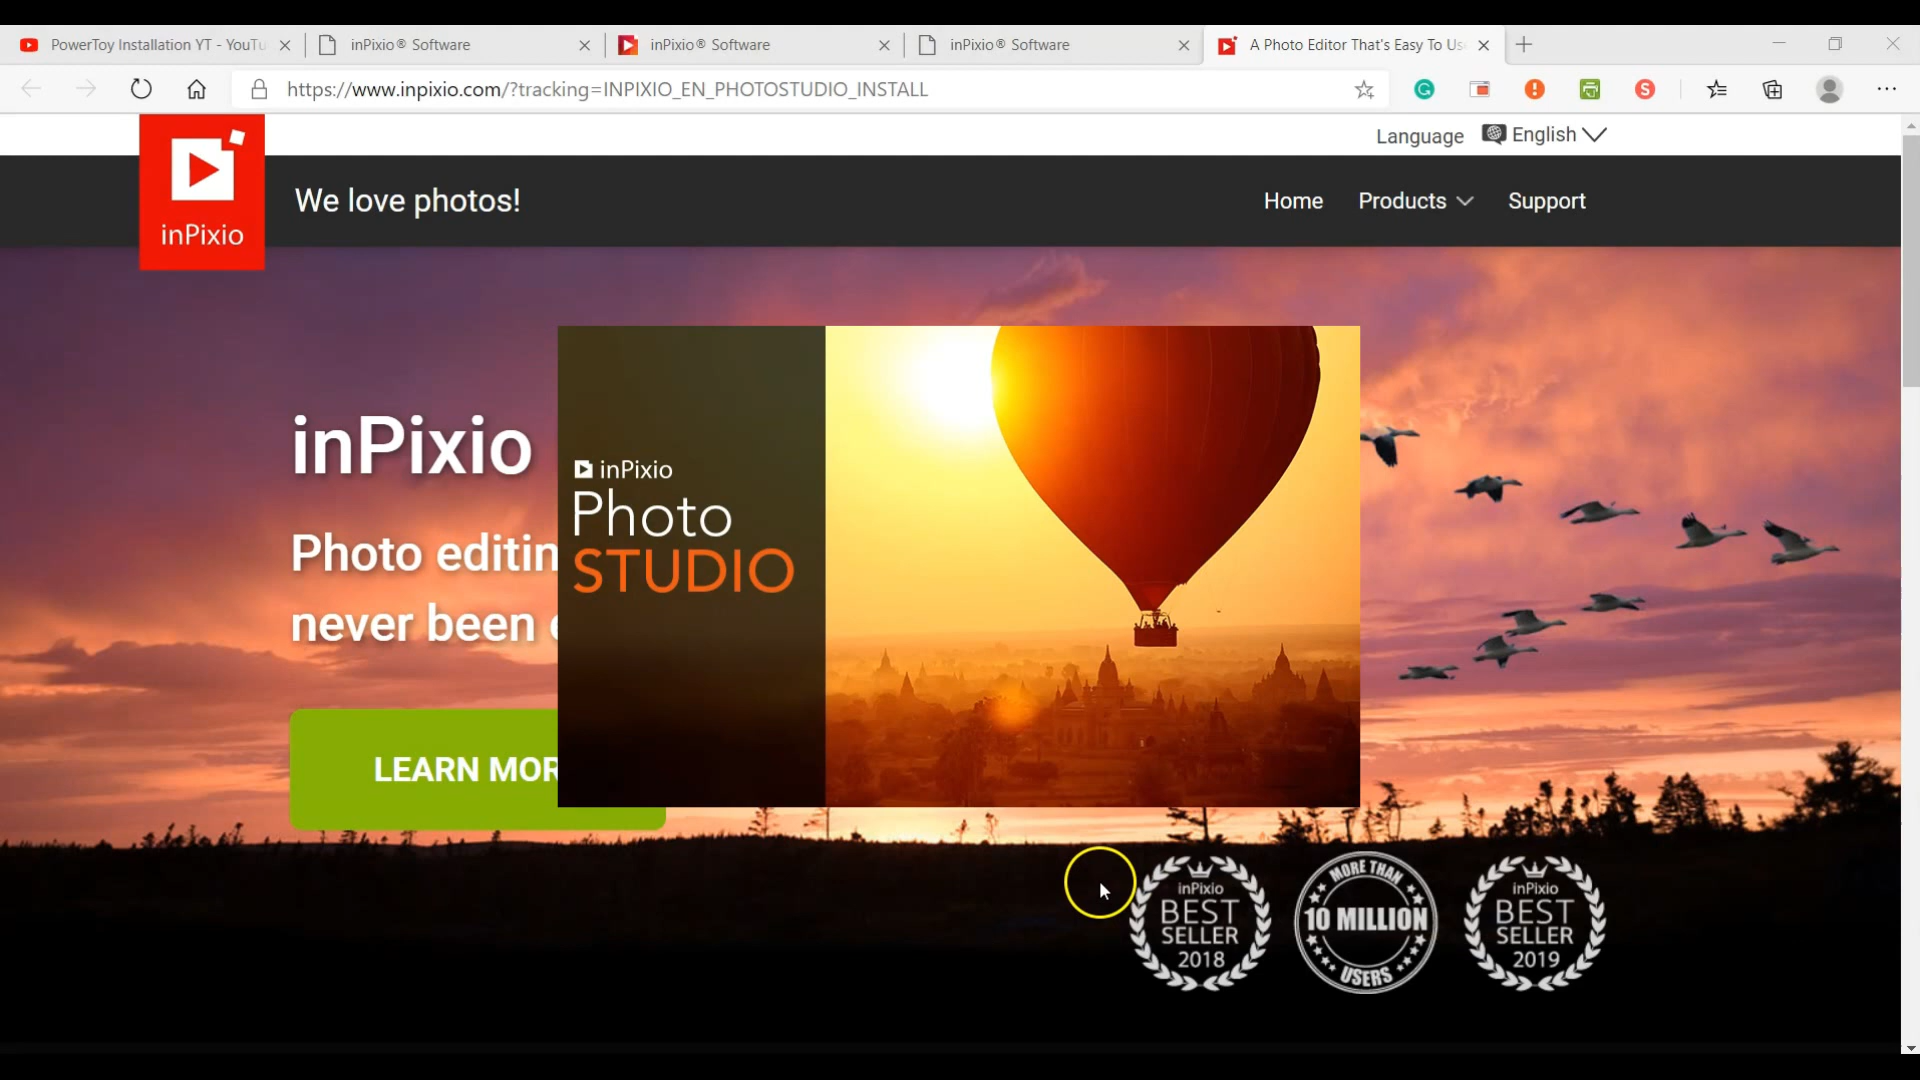 PowerToy Installation YT - YouTu
inPixio® Software
inPixio® Software
inPixio® Software
A Photo Editor That's Easy To Us
https://www.inpixio.com/?tracking=INPIXIO_EN_PHOTOSTUDIO_INSTALL
Language English
inPixio
We love photos!
Home Products Support
inPixio
Photo editin
never been
LEARN MOR
inPixio
Photo
STUDIO
inPixio
BEST
SELLER
2018
MORE THAN
10 MILLION
USERS
inPixio
BEST
SELLER
2019